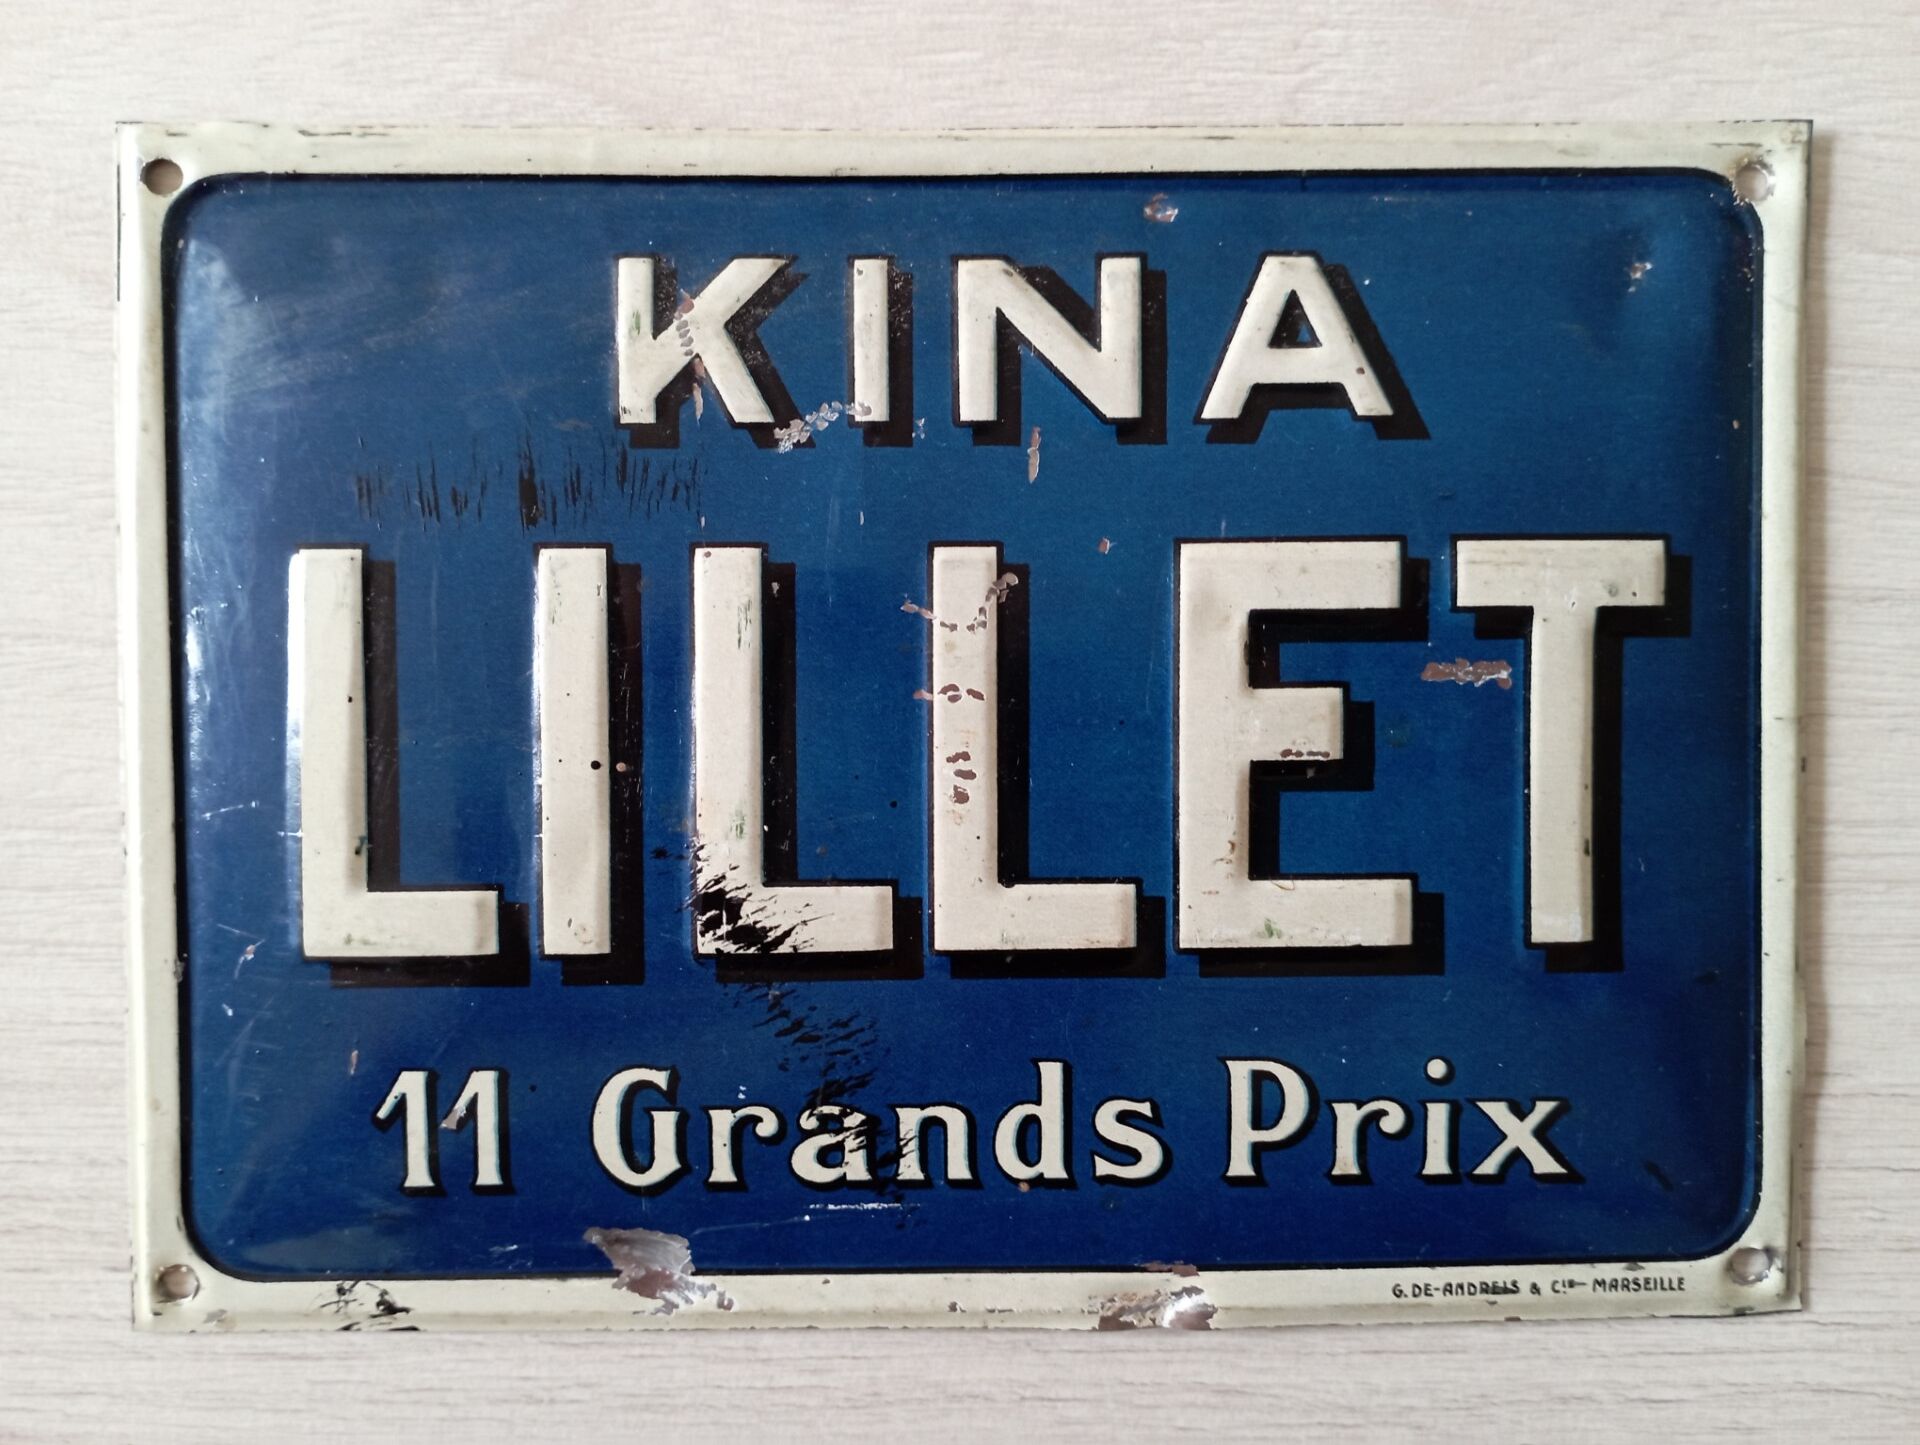 KINA
LILLET
11 Grands Prix
G. DE-ANDREIS & Cie MARSEILLE